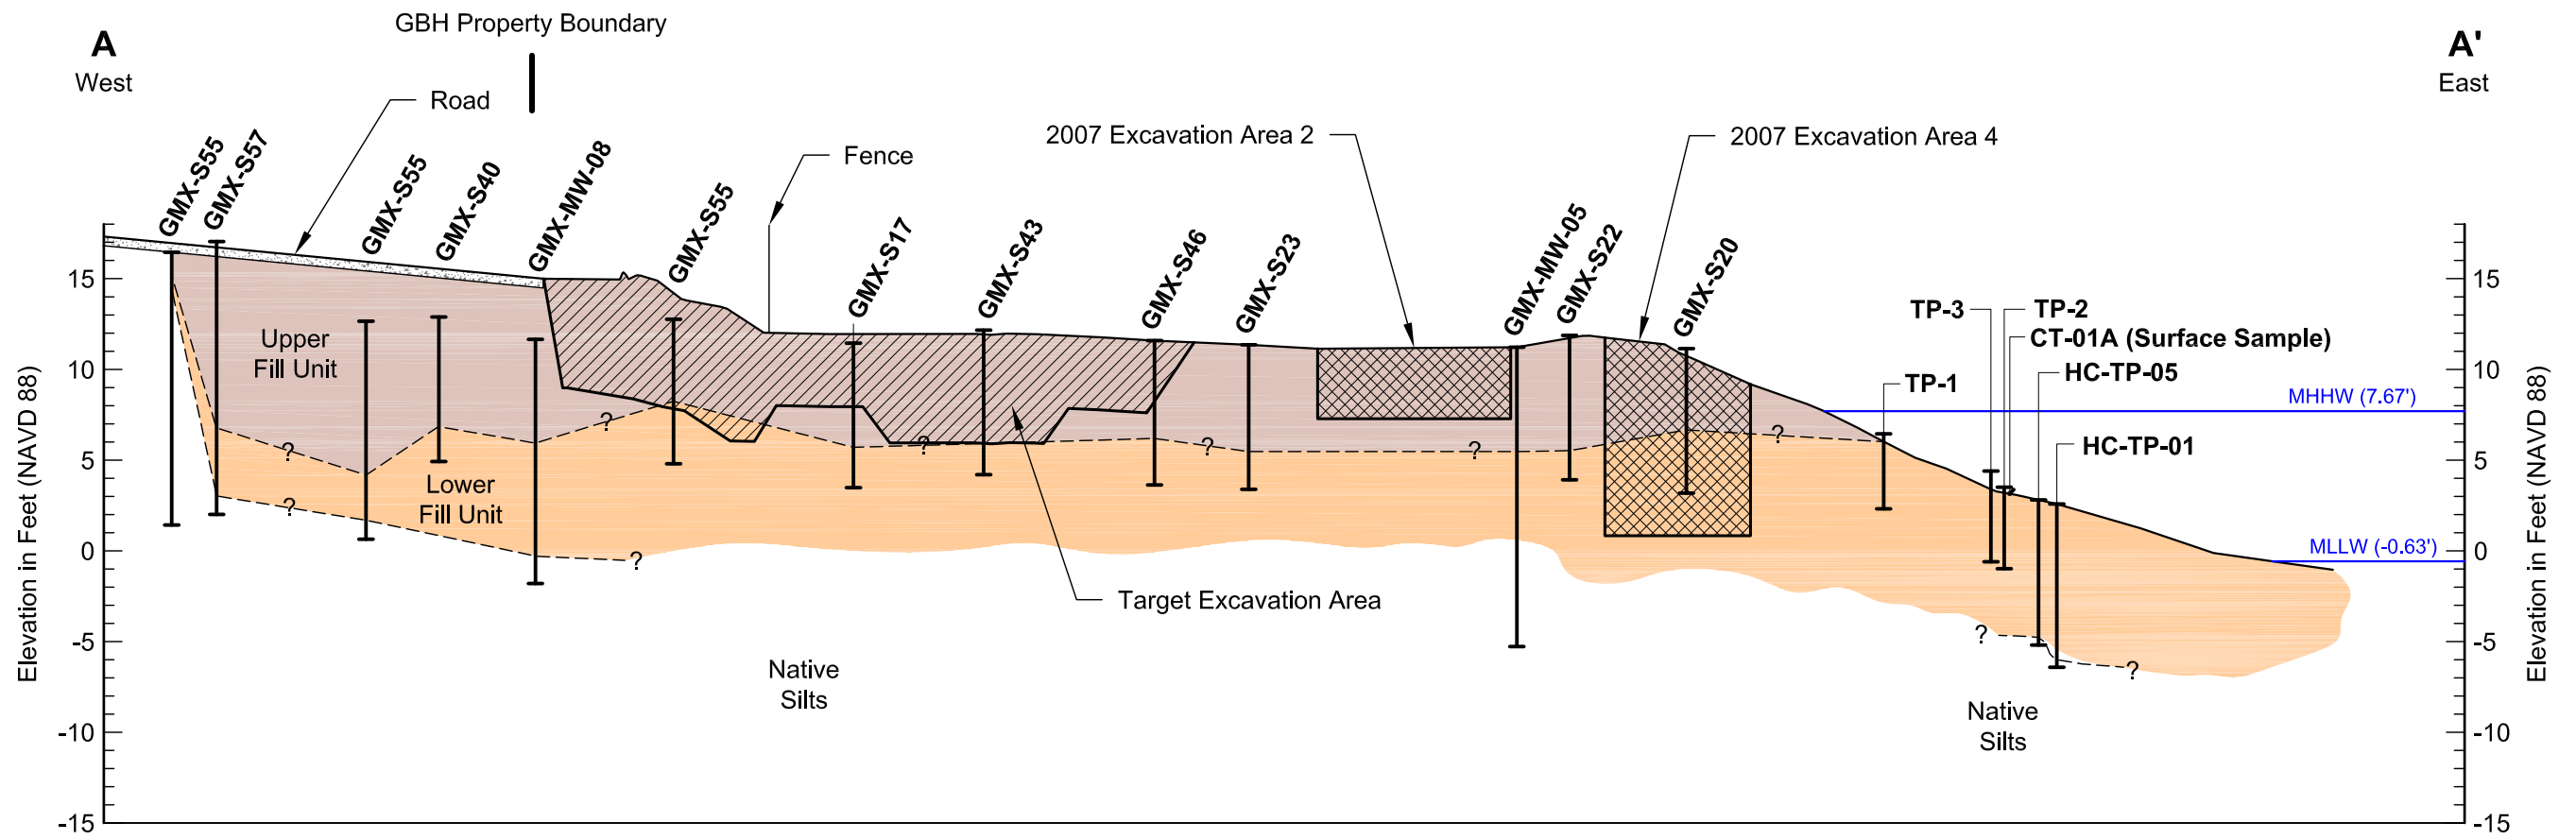 GBH Property Boundary
A
A'
West
East
Road
2007 Excavation Area 2
2007 Excavation Area 4
Fence
GMX-S55
GMX-S57
GMX-S55
GMX-S40
GMX-MW-08
GMX-S55
GMX-S17
GMX-S43
GMX-S46
GMX-S23
GMX-MW-05
GMX-S22
GMX-S20
TP-3
TP-2
CT-01A (Surface Sample)
HC-TP-05
TP-1
MHHW (7.67')
HC-TP-01
MLLW (-0.63')
Upper
Fill Unit
Lower
Fill Unit
Target Excavation Area
Native
Silts
Native
Silts
Elevation in Feet (NAVD 88)
15
10
5
0
-5
-10
-15
15
10
5
0
-5
-10
-15
Elevation in Feet (NAVD 88)
?
?
?
?
?
?
?
?
?
?
?
?